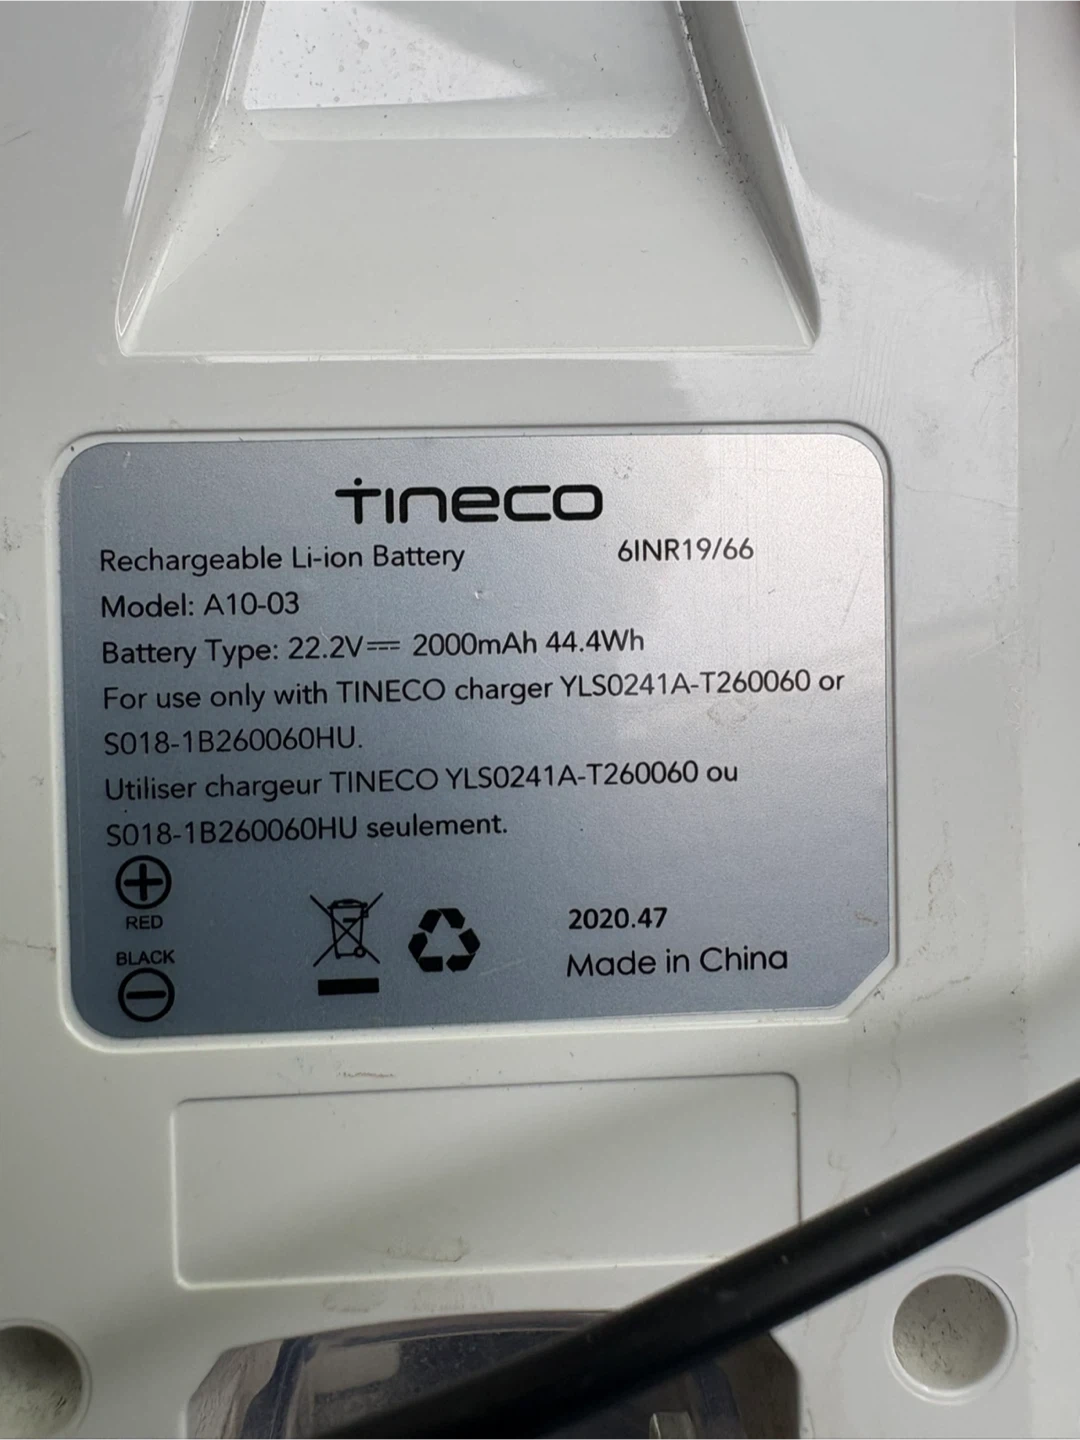 TINECO
Rechargeable Li-ion Battery 6INR19/66
Model: A10-03
Battery Type: 22.2V⎓ 2000mAh 44.4Wh
For use only with TINECO charger YLS0241A-T260060 or
S018-1B260060HU.
Utiliser chargeur TINECO YLS0241A-T260060 ou
S018-1B260060HU seulement.
RED
BLACK
2020.47
Made in China